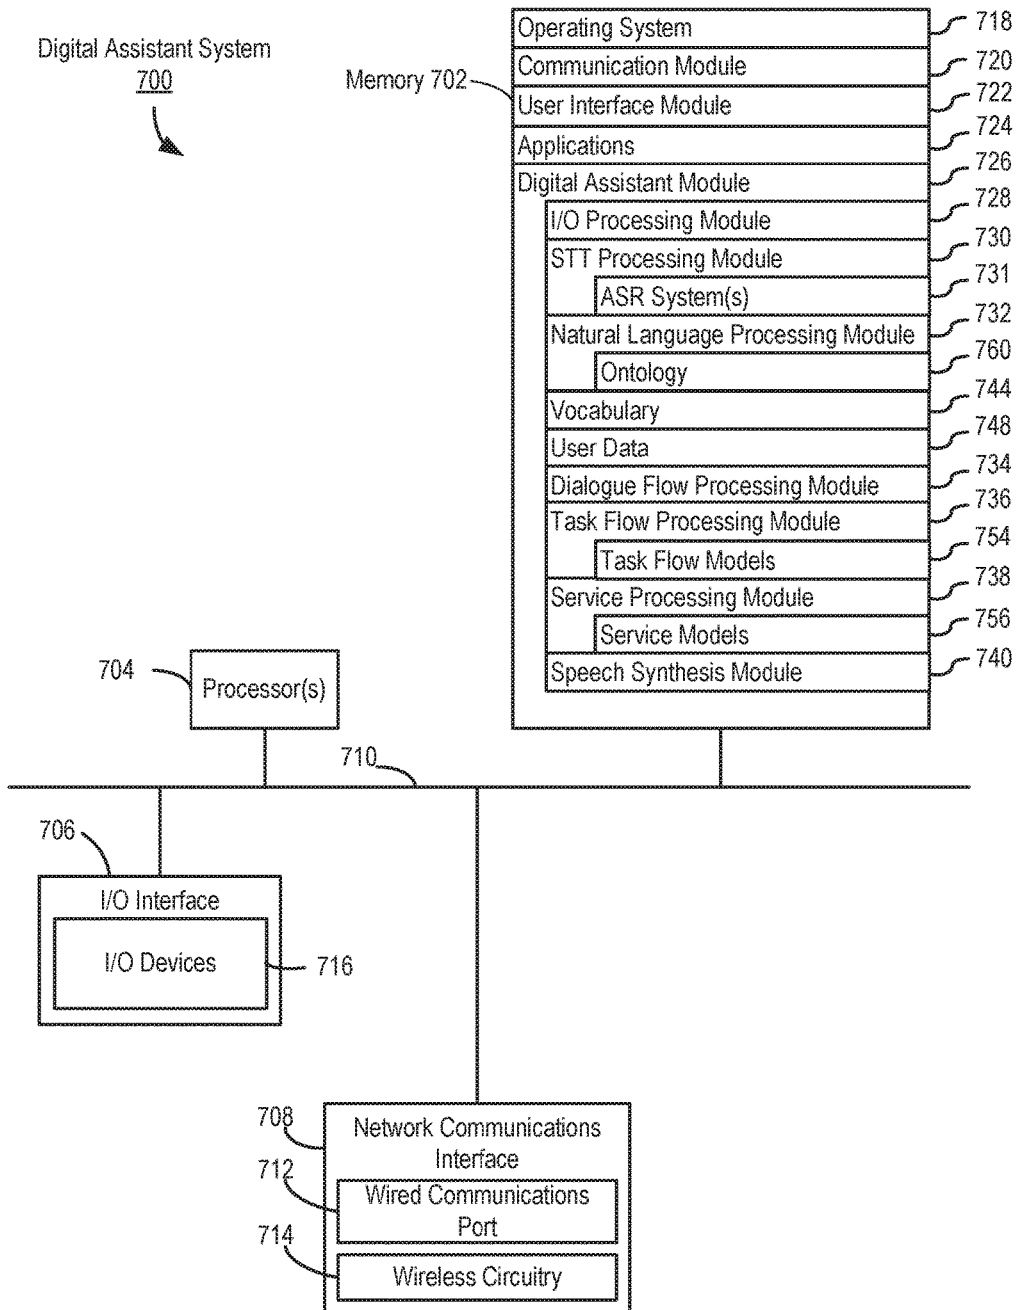 Digital Assistant System
700
Memory 702
Operating System 718
Communication Module 720
User Interface Module 722
Applications 724
Digital Assistant Module 726
I/O Processing Module 728
STT Processing Module 730
ASR System(s) 731
Natural Language Processing Module 732
Ontology 760
Vocabulary 744
User Data 748
Dialogue Flow Processing Module 734
Task Flow Processing Module 736
Task Flow Models 754
Service Processing Module 738
Service Models 756
Speech Synthesis Module 740
704
Processor(s)
710
706
I/O Interface
I/O Devices 716
708
Network Communications
Interface
712
Wired Communications
Port
714
Wireless Circuitry